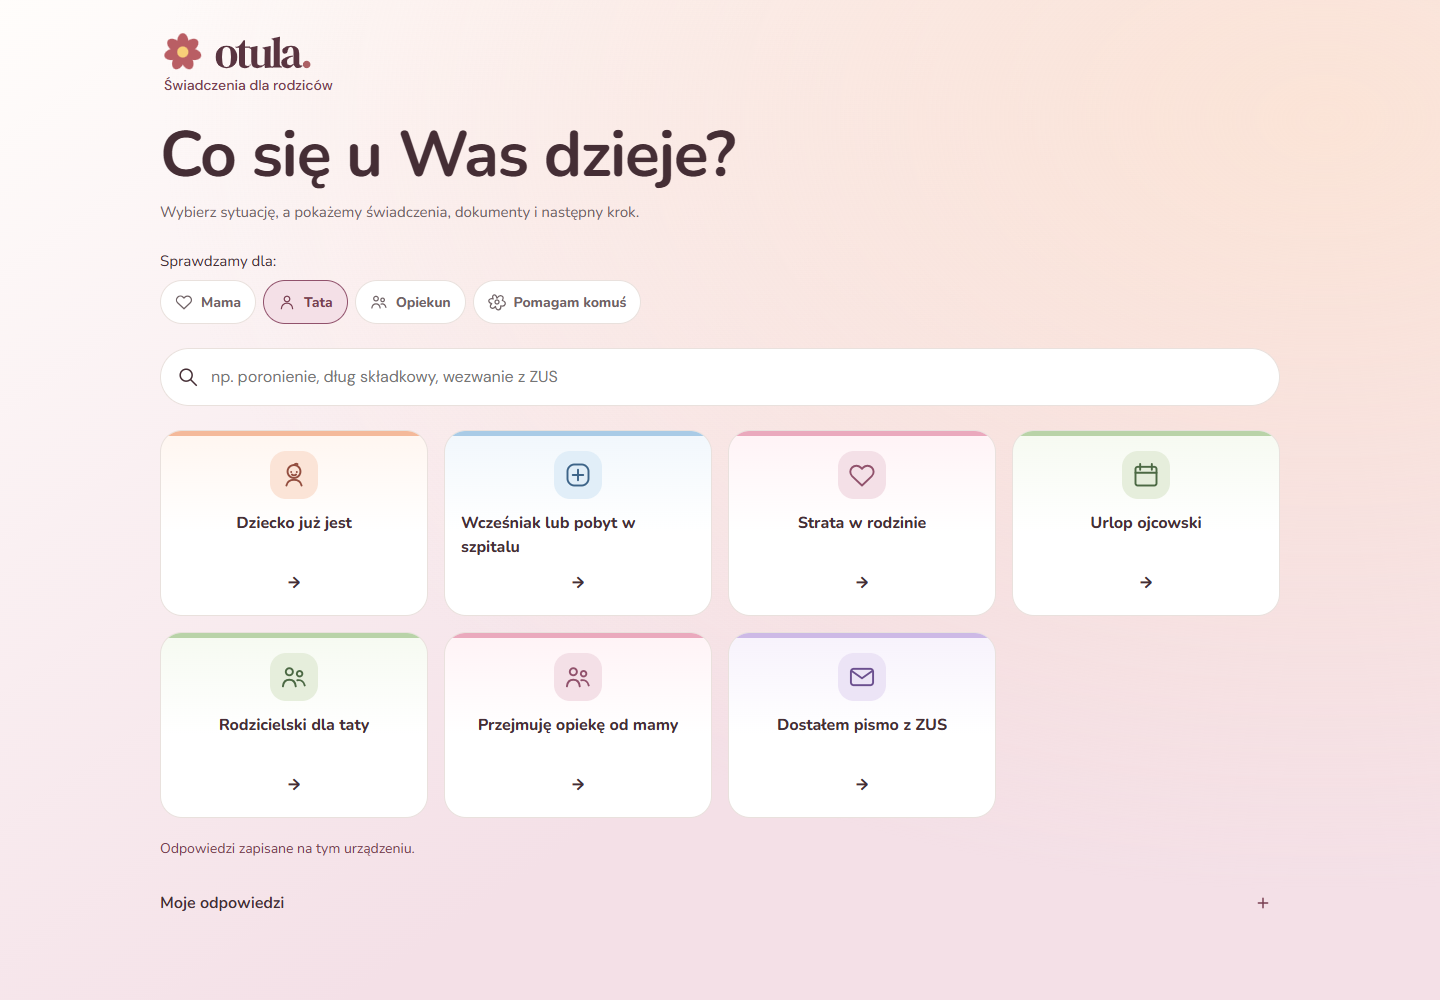 otula.
Świadczenia dla rodziców
Co się u Was dzieje?
Wybierz sytuację, a pokażemy świadczenia, dokumenty i następny krok.
Sprawdzamy dla:
Mama
Tata
Opiekun
Pomagam komuś
np. poronienie, dług składkowy, wezwanie z ZUS
Dziecko już jest
Wcześniak lub pobyt w
szpitalu
Strata w rodzinie
Urlop ojcowski
Rodzicielski dla taty
Przejmuję opiekę od mamy
Dostałem pismo z ZUS
Odpowiedzi zapisane na tym urządzeniu.
Moje odpowiedzi